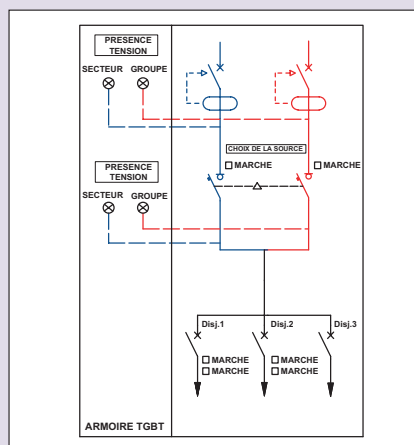 PRESENCE
TENSION
SECTEUR GROUPE
CHOIX DE LA SOURCE
MARCHE MARCHE
PRESENCE
TENSION
SECTEUR GROUPE
Disj.1 Disj.2 Disj.3
MARCHE MARCHE
MARCHE MARCHE
ARMOIRE TGBT